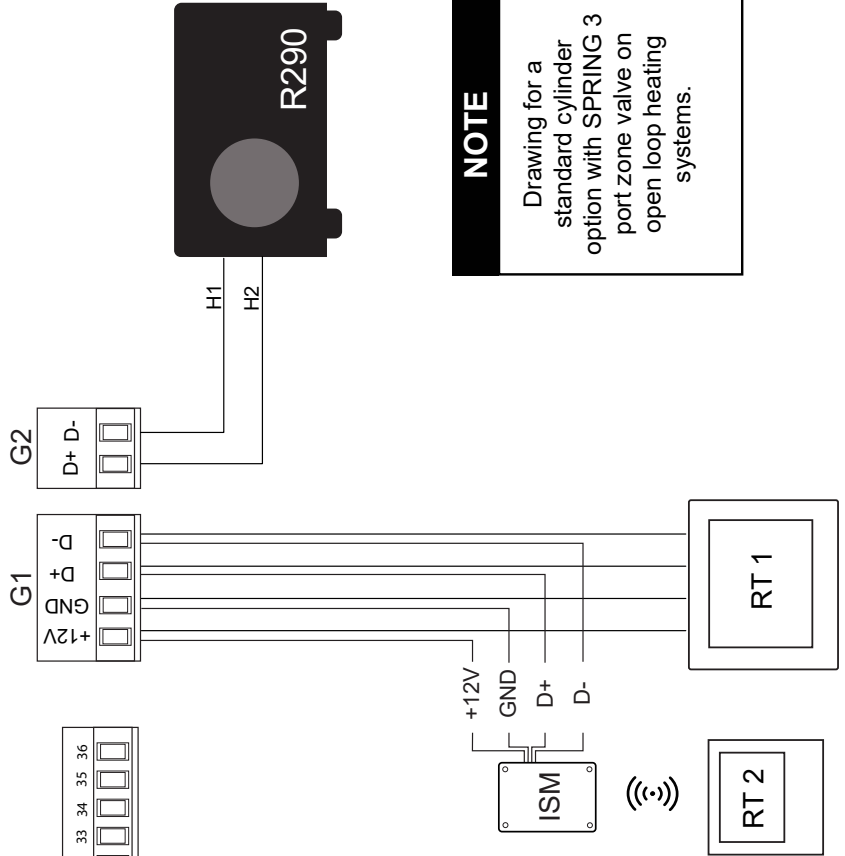 R290
H1
H2
G2
D+ D-
G1
+12V
GND
D+
D-
33
34
35
36
+12V
GND
D+
D-
ISM
RT 1
RT 2
NOTE
Drawing for a
standard cylinder
option with SPRING 3
port zone valve on
open loop heating
systems.